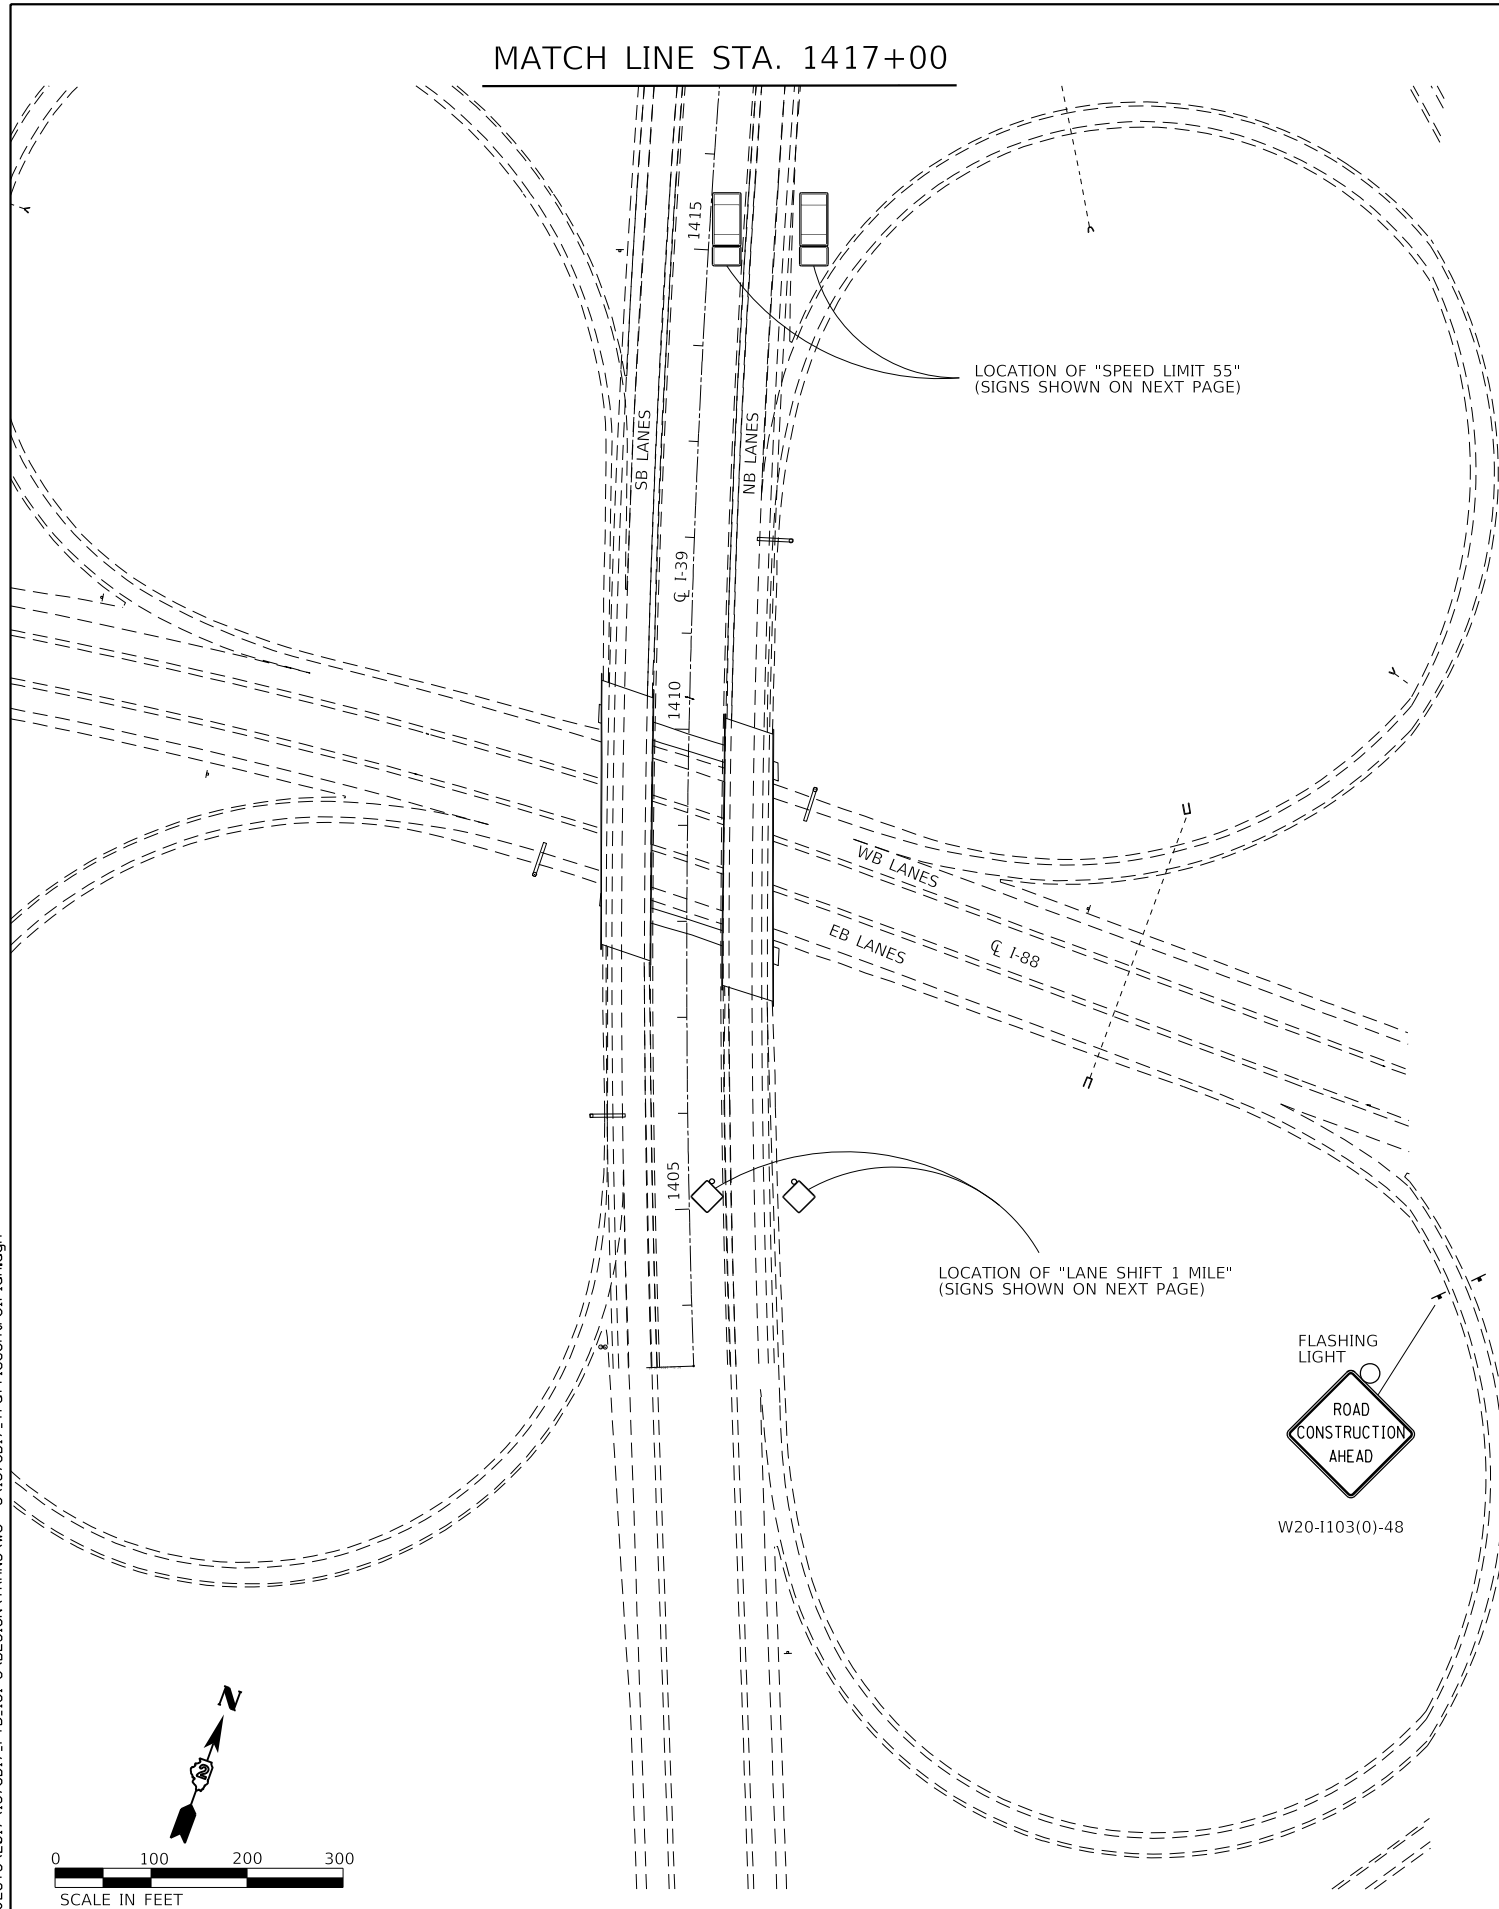 MATCH LINE STA. 1417+00
1415
LOCATION OF "SPEED LIMIT 55"
(SIGNS SHOWN ON NEXT PAGE)
SB LANES
NB LANES
℄ I-39
1410
WB LANES
EB LANES
℄ I-88
1405
LOCATION OF "LANE SHIFT 1 MILE"
(SIGNS SHOWN ON NEXT PAGE)
FLASHING
LIGHT
ROAD
CONSTRUCTION
AHEAD
W20-I103(0)-48
N
2
0 100 200 300
SCALE IN FEET